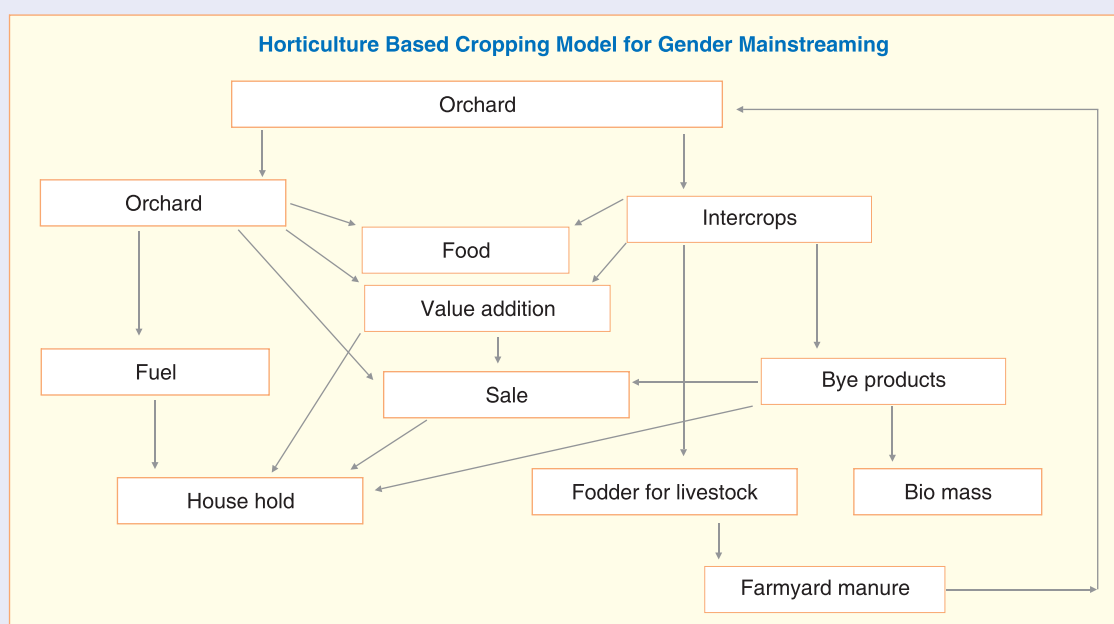 Horticulture Based Cropping Model for Gender Mainstreaming
Orchard
Orchard
Intercrops
Food
Value addition
Fuel
Sale
Bye products
House hold
Fodder for livestock
Bio mass
Farmyard manure